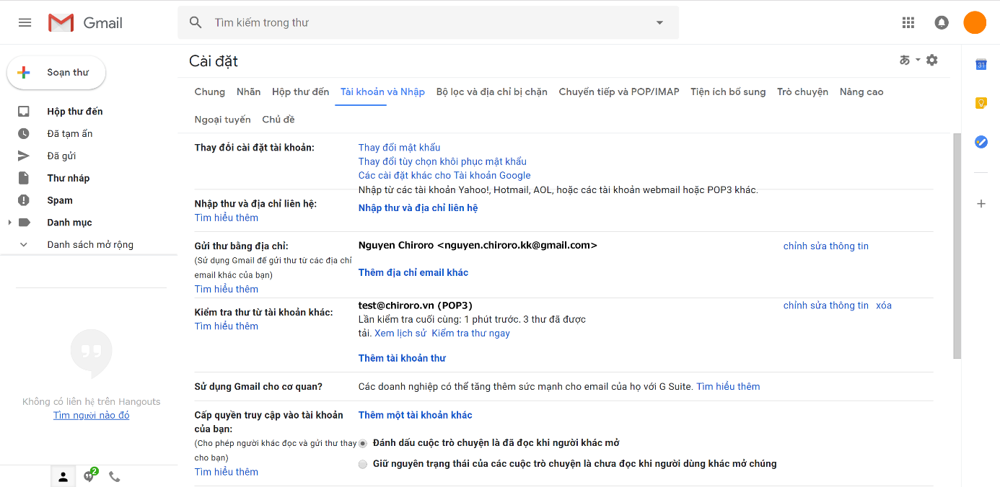 Gmail
Tìm kiếm trong thư
Soạn thư
Hộp thư đến
Đã tạm ẩn
Đã gửi
Thư nháp
Spam
Danh mục
Danh sách mở rộng
Không có liên hệ trên Hangouts
Tìm người nào đó
2
Cài đặt
あ
31
Chung Nhãn Hộp thư đến Tài khoản và Nhập Bộ lọc và địa chỉ bị chặn Chuyển tiếp và POP/IMAP Tiện ích bổ sung Trò chuyện Nâng cao
Ngoại tuyến Chủ đề
Thay đổi cài đặt tài khoản:
Thay đổi mật khẩu
Thay đổi tùy chọn khôi phục mật khẩu
Các cài đặt khác cho Tài khoản Google
Nhập thư và địa chỉ liên hệ:
Tìm hiểu thêm
Nhập từ các tài khoản Yahoo!, Hotmail, AOL, hoặc các tài khoản webmail hoặc POP3 khác.
Nhập thư và địa chỉ liên hệ
Gửi thư bằng địa chỉ:
(Sử dụng Gmail để gửi thư từ các địa chỉ
email khác của bạn)
Tìm hiểu thêm
Nguyen Chiroro <nguyen.chiroro.kk@gmail.com>
chỉnh sửa thông tin
Thêm địa chỉ email khác
Kiểm tra thư từ tài khoản khác:
Tìm hiểu thêm
test@chiroro.vn (POP3)
chỉnh sửa thông tin xóa
Lần kiểm tra cuối cùng: 1 phút trước. 3 thư đã được
tải. Xem lịch sử Kiểm tra thư ngay
Thêm tài khoản thư
Sử dụng Gmail cho cơ quan?
Các doanh nghiệp có thể tăng thêm sức mạnh cho email của họ với G Suite. Tìm hiểu thêm
Cấp quyền truy cập vào tài khoản
của bạn:
(Cho phép người khác đọc và gửi thư thay
cho bạn)
Tìm hiểu thêm
Thêm một tài khoản khác
Đánh dấu cuộc trò chuyện là đã đọc khi người khác mở
Giữ nguyên trạng thái của các cuộc trò chuyện là chưa đọc khi người dùng khác mở chúng